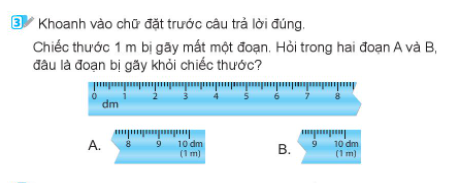 3 Khoanh vào chữ đặt trước câu trả lời đúng.
Chiếc thước 1 m bị gãy mất một đoạn. Hỏi trong hai đoạn A và B,
đâu là đoạn bị gãy khỏi chiếc thước?
0 1 2 3 4 5 6 7 8
dm
A. 8 9 10 dm
(1 m)
B. 9 10 dm
(1 m)